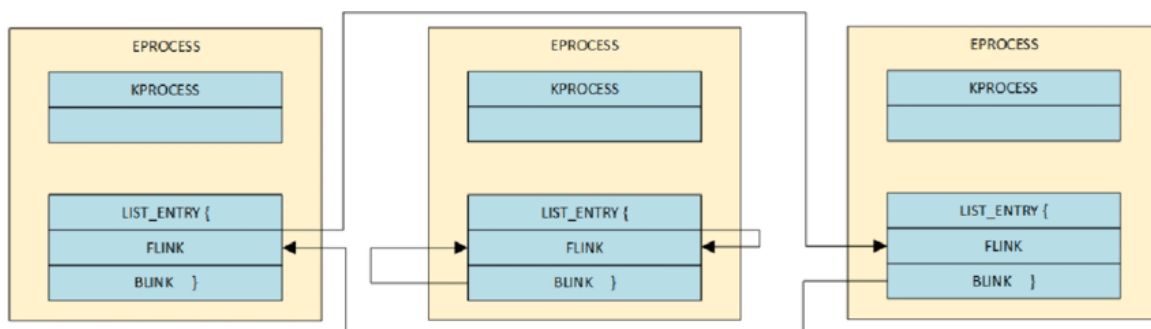 EPROCESS
KPROCESS
LIST_ENTRY {
FLINK
BLINK }
EPROCESS
KPROCESS
LIST_ENTRY {
FLINK
BLINK }
EPROCESS
KPROCESS
LIST_ENTRY {
FLINK
BLINK }